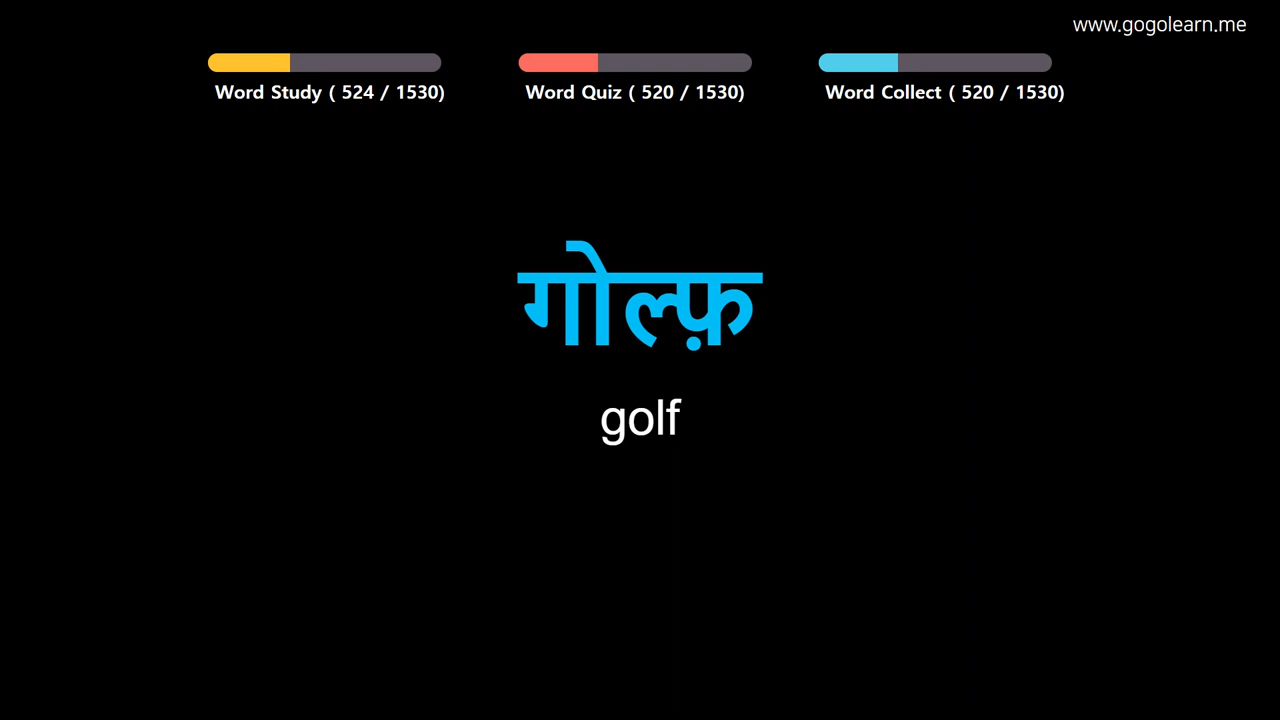 www.gogolearn.me
Word Study ( 524 / 1530)
Word Quiz ( 520 / 1530)
Word Collect ( 520 / 1530)
गोल्फ़
golf